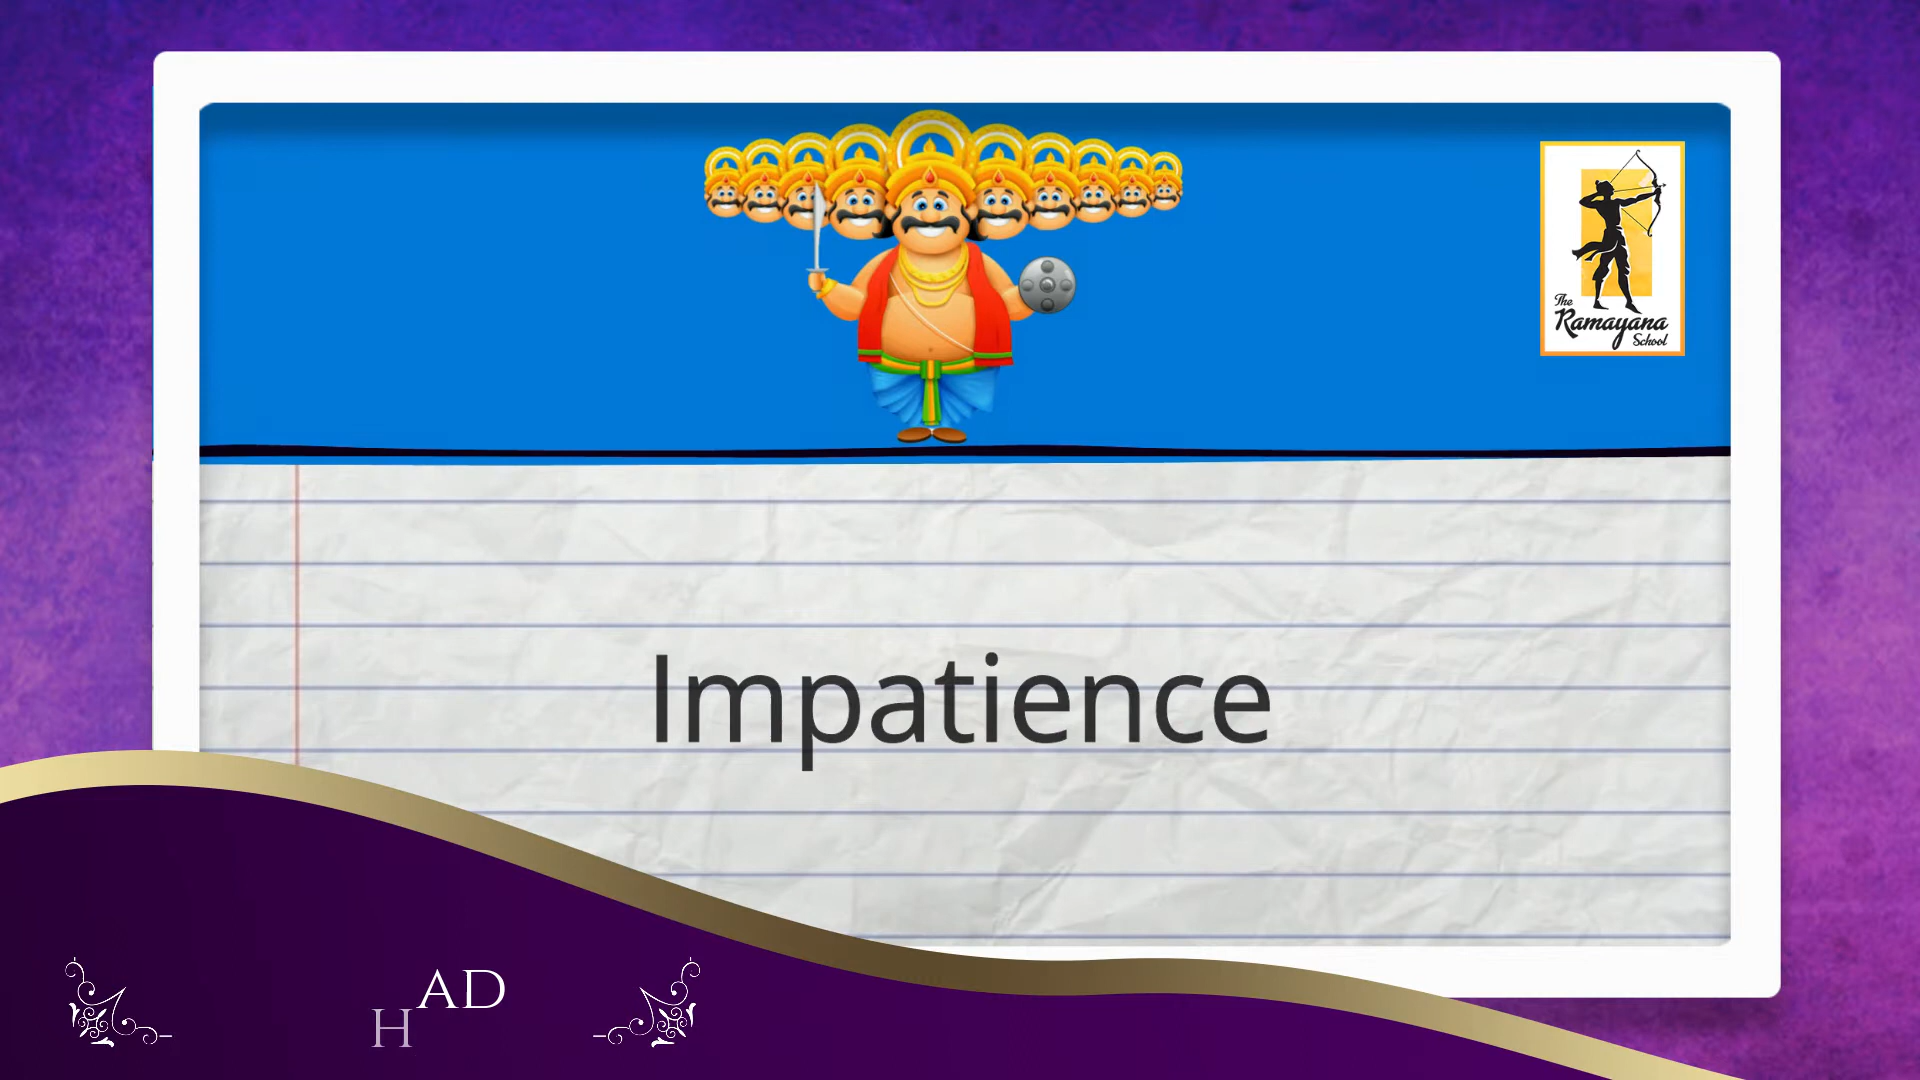 The
Ramayana
School
Impatience
AD
H